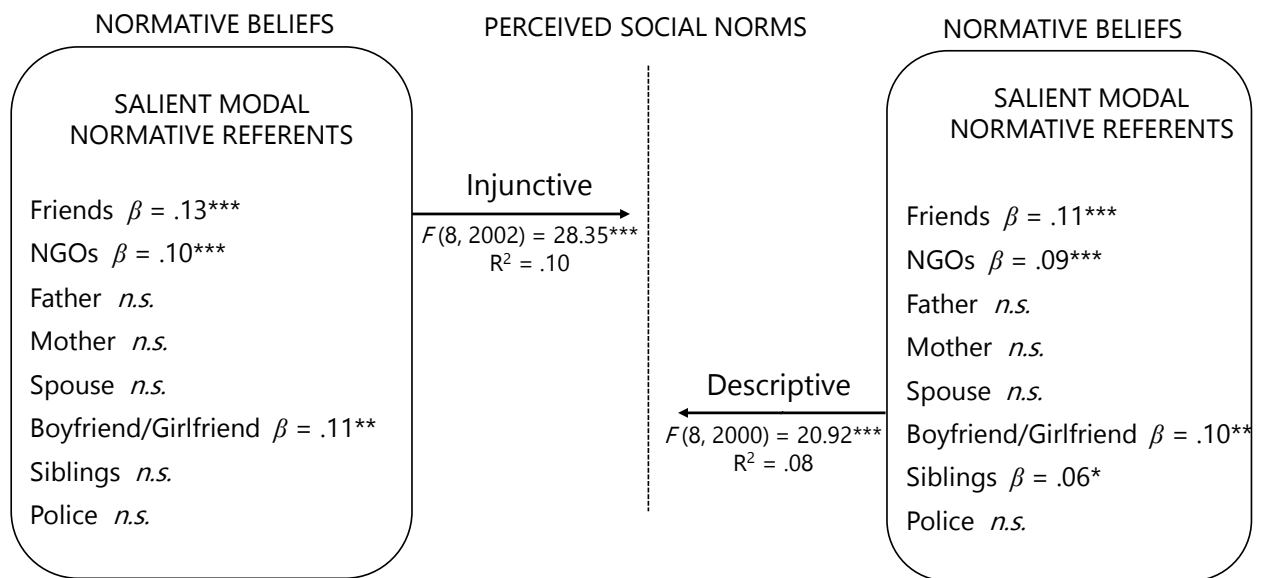 NORMATIVE BELIEFS
SALIENT MODAL
NORMATIVE REFERENTS
Friends β = .13***
NGOs β = .10***
Father n.s.
Mother n.s.
Spouse n.s.
Boyfriend/Girlfriend β = .11**
Siblings n.s.
Police n.s.
PERCEIVED SOCIAL NORMS
Injunctive
F(8, 2002) = 28.35***
R² = .10
Descriptive
F(8, 2000) = 20.92***
R² = .08
NORMATIVE BELIEFS
SALIENT MODAL
NORMATIVE REFERENTS
Friends β = .11***
NGOs β = .09***
Father n.s.
Mother n.s.
Spouse n.s.
Boyfriend/Girlfriend β = .10**
Siblings β = .06*
Police n.s.